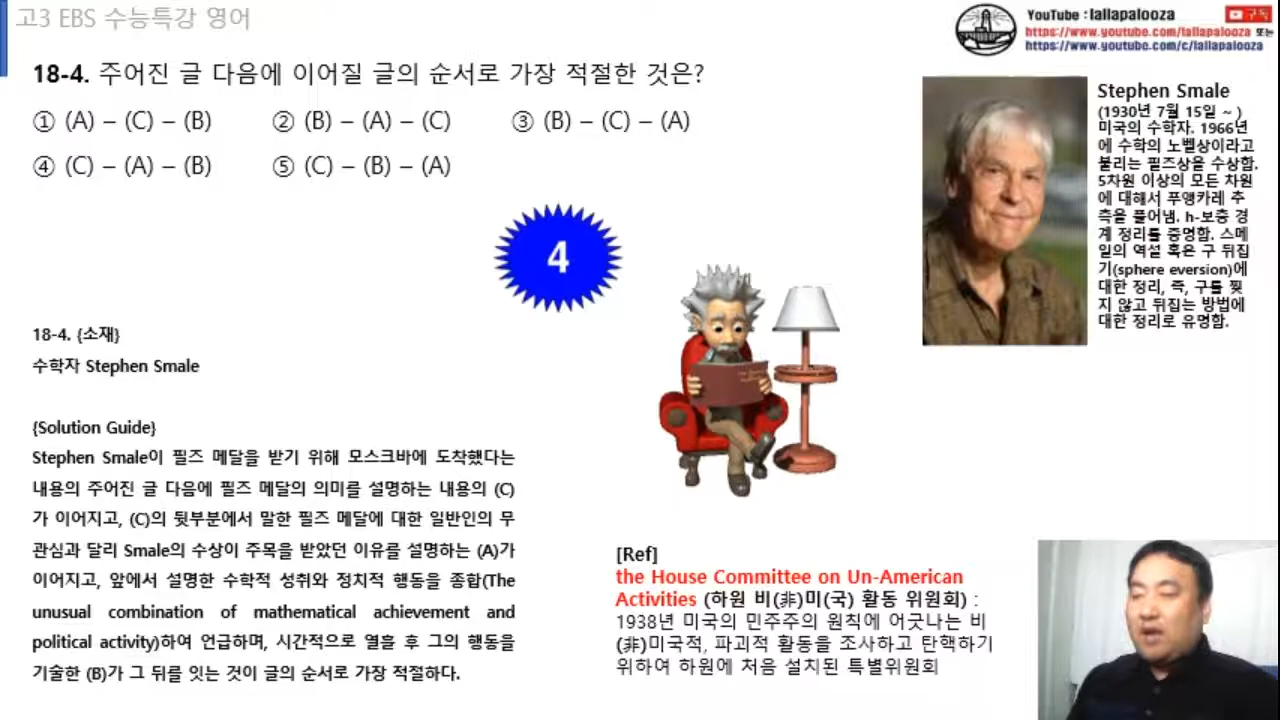 고3 EBS 수능특강 영어
YouTube : lallapalooza
구독
https://www.youtube.com/lallapalooza 또는
https://www.youtube.com/c/lallapalooza
18-4. 주어진 글 다음에 이어질 글의 순서로 가장 적절한 것은?
① (A) – (C) – (B) ② (B) – (A) – (C) ③ (B) – (C) – (A)
④ (C) – (A) – (B) ⑤ (C) – (B) – (A)
Stephen Smale
(1930년 7월 15일 ~ )
미국의 수학자. 1966년
에 수학의 노벨상이라고
불리는 필즈상을 수상함.
5차원 이상의 모든 차원
에 대해서 푸앵카레 추
측을 풀어냄. h-보충 경
계 정리를 증명함. 스메
일의 역설 혹은 구 뒤집
기(sphere eversion)에
대한 정리, 즉, 구를 찢
지 않고 뒤집는 방법에
대한 정리로 유명함.
4
18-4. {소재}
수학자 Stephen Smale
{Solution Guide}
Stephen Smale이 필즈 메달을 받기 위해 모스크바에 도착했다는
내용의 주어진 글 다음에 필즈 메달의 의미를 설명하는 내용의 (C)
가 이어지고, (C)의 뒷부분에서 말한 필즈 메달에 대한 일반인의 무
관심과 달리 Smale의 수상이 주목을 받았던 이유를 설명하는 (A)가
이어지고, 앞에서 설명한 수학적 성취와 정치적 행동을 종합(The
unusual combination of mathematical achievement and
political activity)하여 언급하며, 시간적으로 열흘 후 그의 행동을
기술한 (B)가 그 뒤를 잇는 것이 글의 순서로 가장 적절하다.
[Ref]
the House Committee on Un-American
Activities (하원 비(非)미(국) 활동 위원회) :
1938년 미국의 민주주의 원칙에 어긋나는 비
(非)미국적, 파괴적 활동을 조사하고 탄핵하기
위하여 하원에 처음 설치된 특별위원회